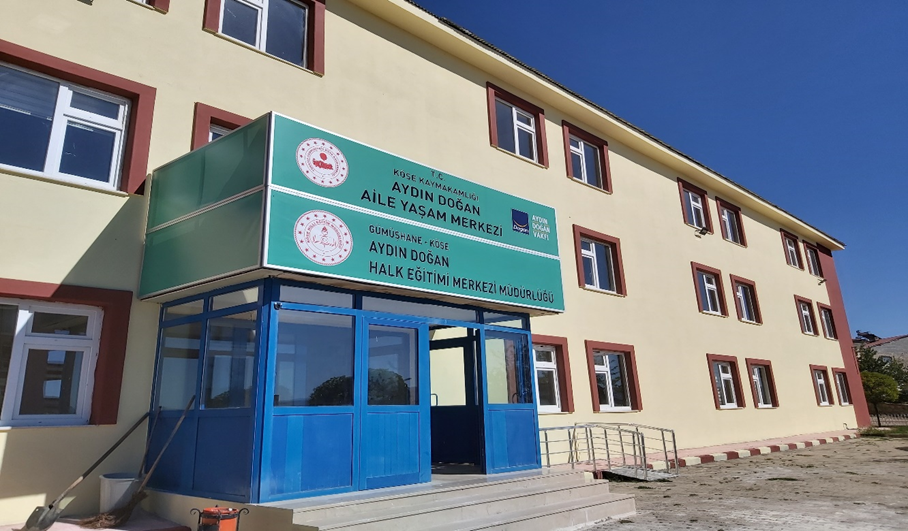 T.C
KÖSE KAYMAKAMLIĞI
AYDIN DOĞAN
AİLE YAŞAM MERKEZİ
Doğan
AYDIN
DOĞAN
VAKFI
GÜMÜŞHANE - KÖSE
AYDIN DOĞAN
HALK EĞİTİMİ MERKEZİ MÜDÜRLÜĞÜ